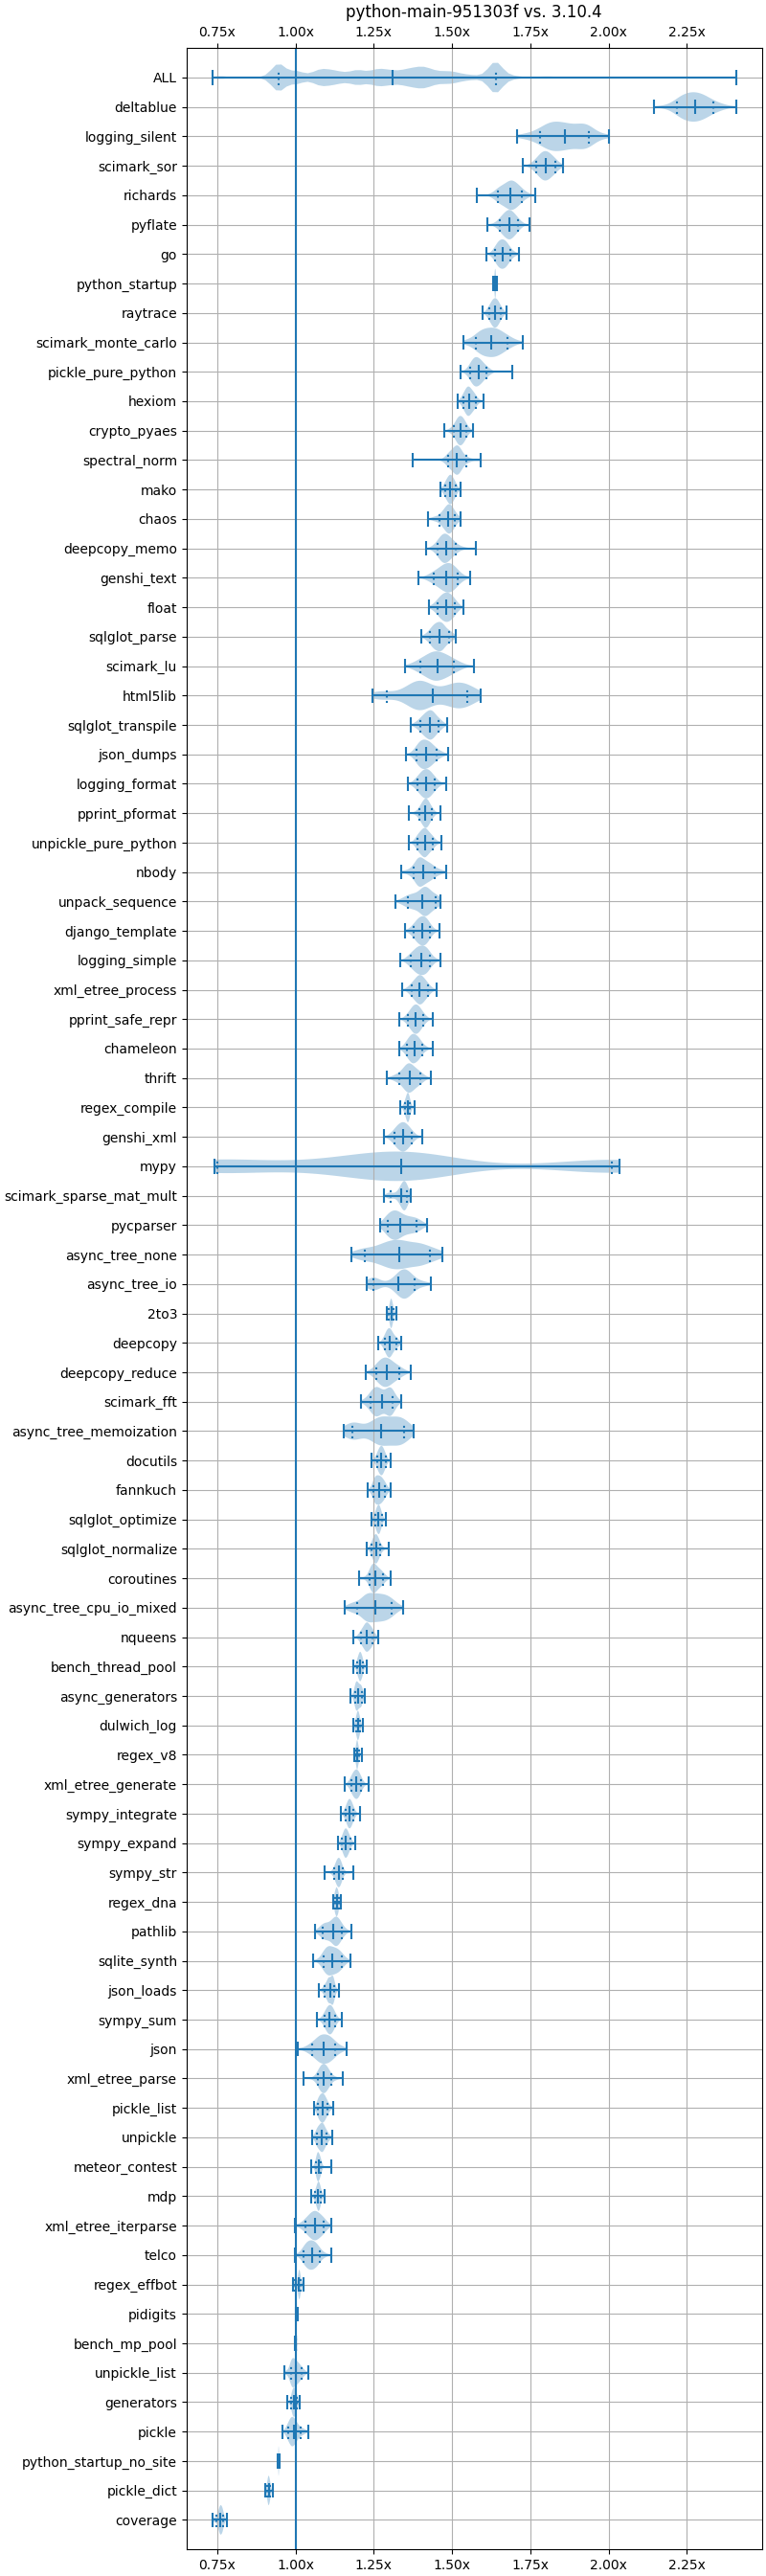 python-main-951303f vs. 3.10.4
0.75x 1.00x 1.25x 1.50x 1.75x 2.00x 2.25x
ALL
deltablue
logging_silent
scimark_sor
richards
pyflate
go
python_startup
raytrace
scimark_monte_carlo
pickle_pure_python
hexiom
crypto_pyaes
spectral_norm
mako
chaos
deepcopy_memo
genshi_text
float
sqlglot_parse
scimark_lu
html5lib
sqlglot_transpile
json_dumps
logging_format
pprint_pformat
unpickle_pure_python
nbody
unpack_sequence
django_template
logging_simple
xml_etree_process
pprint_safe_repr
chameleon
thrift
regex_compile
genshi_xml
mypy
scimark_sparse_mat_mult
pycparser
async_tree_none
async_tree_io
2to3
deepcopy
deepcopy_reduce
scimark_fft
async_tree_memoization
docutils
fannkuch
sqlglot_optimize
sqlglot_normalize
coroutines
async_tree_cpu_io_mixed
nqueens
bench_thread_pool
async_generators
dulwich_log
regex_v8
xml_etree_generate
sympy_integrate
sympy_expand
sympy_str
regex_dna
pathlib
sqlite_synth
json_loads
sympy_sum
json
xml_etree_parse
pickle_list
unpickle
meteor_contest
mdp
xml_etree_iterparse
telco
regex_effbot
pidigits
bench_mp_pool
unpickle_list
generators
pickle
python_startup_no_site
pickle_dict
coverage
0.75x 1.00x 1.25x 1.50x 1.75x 2.00x 2.25x